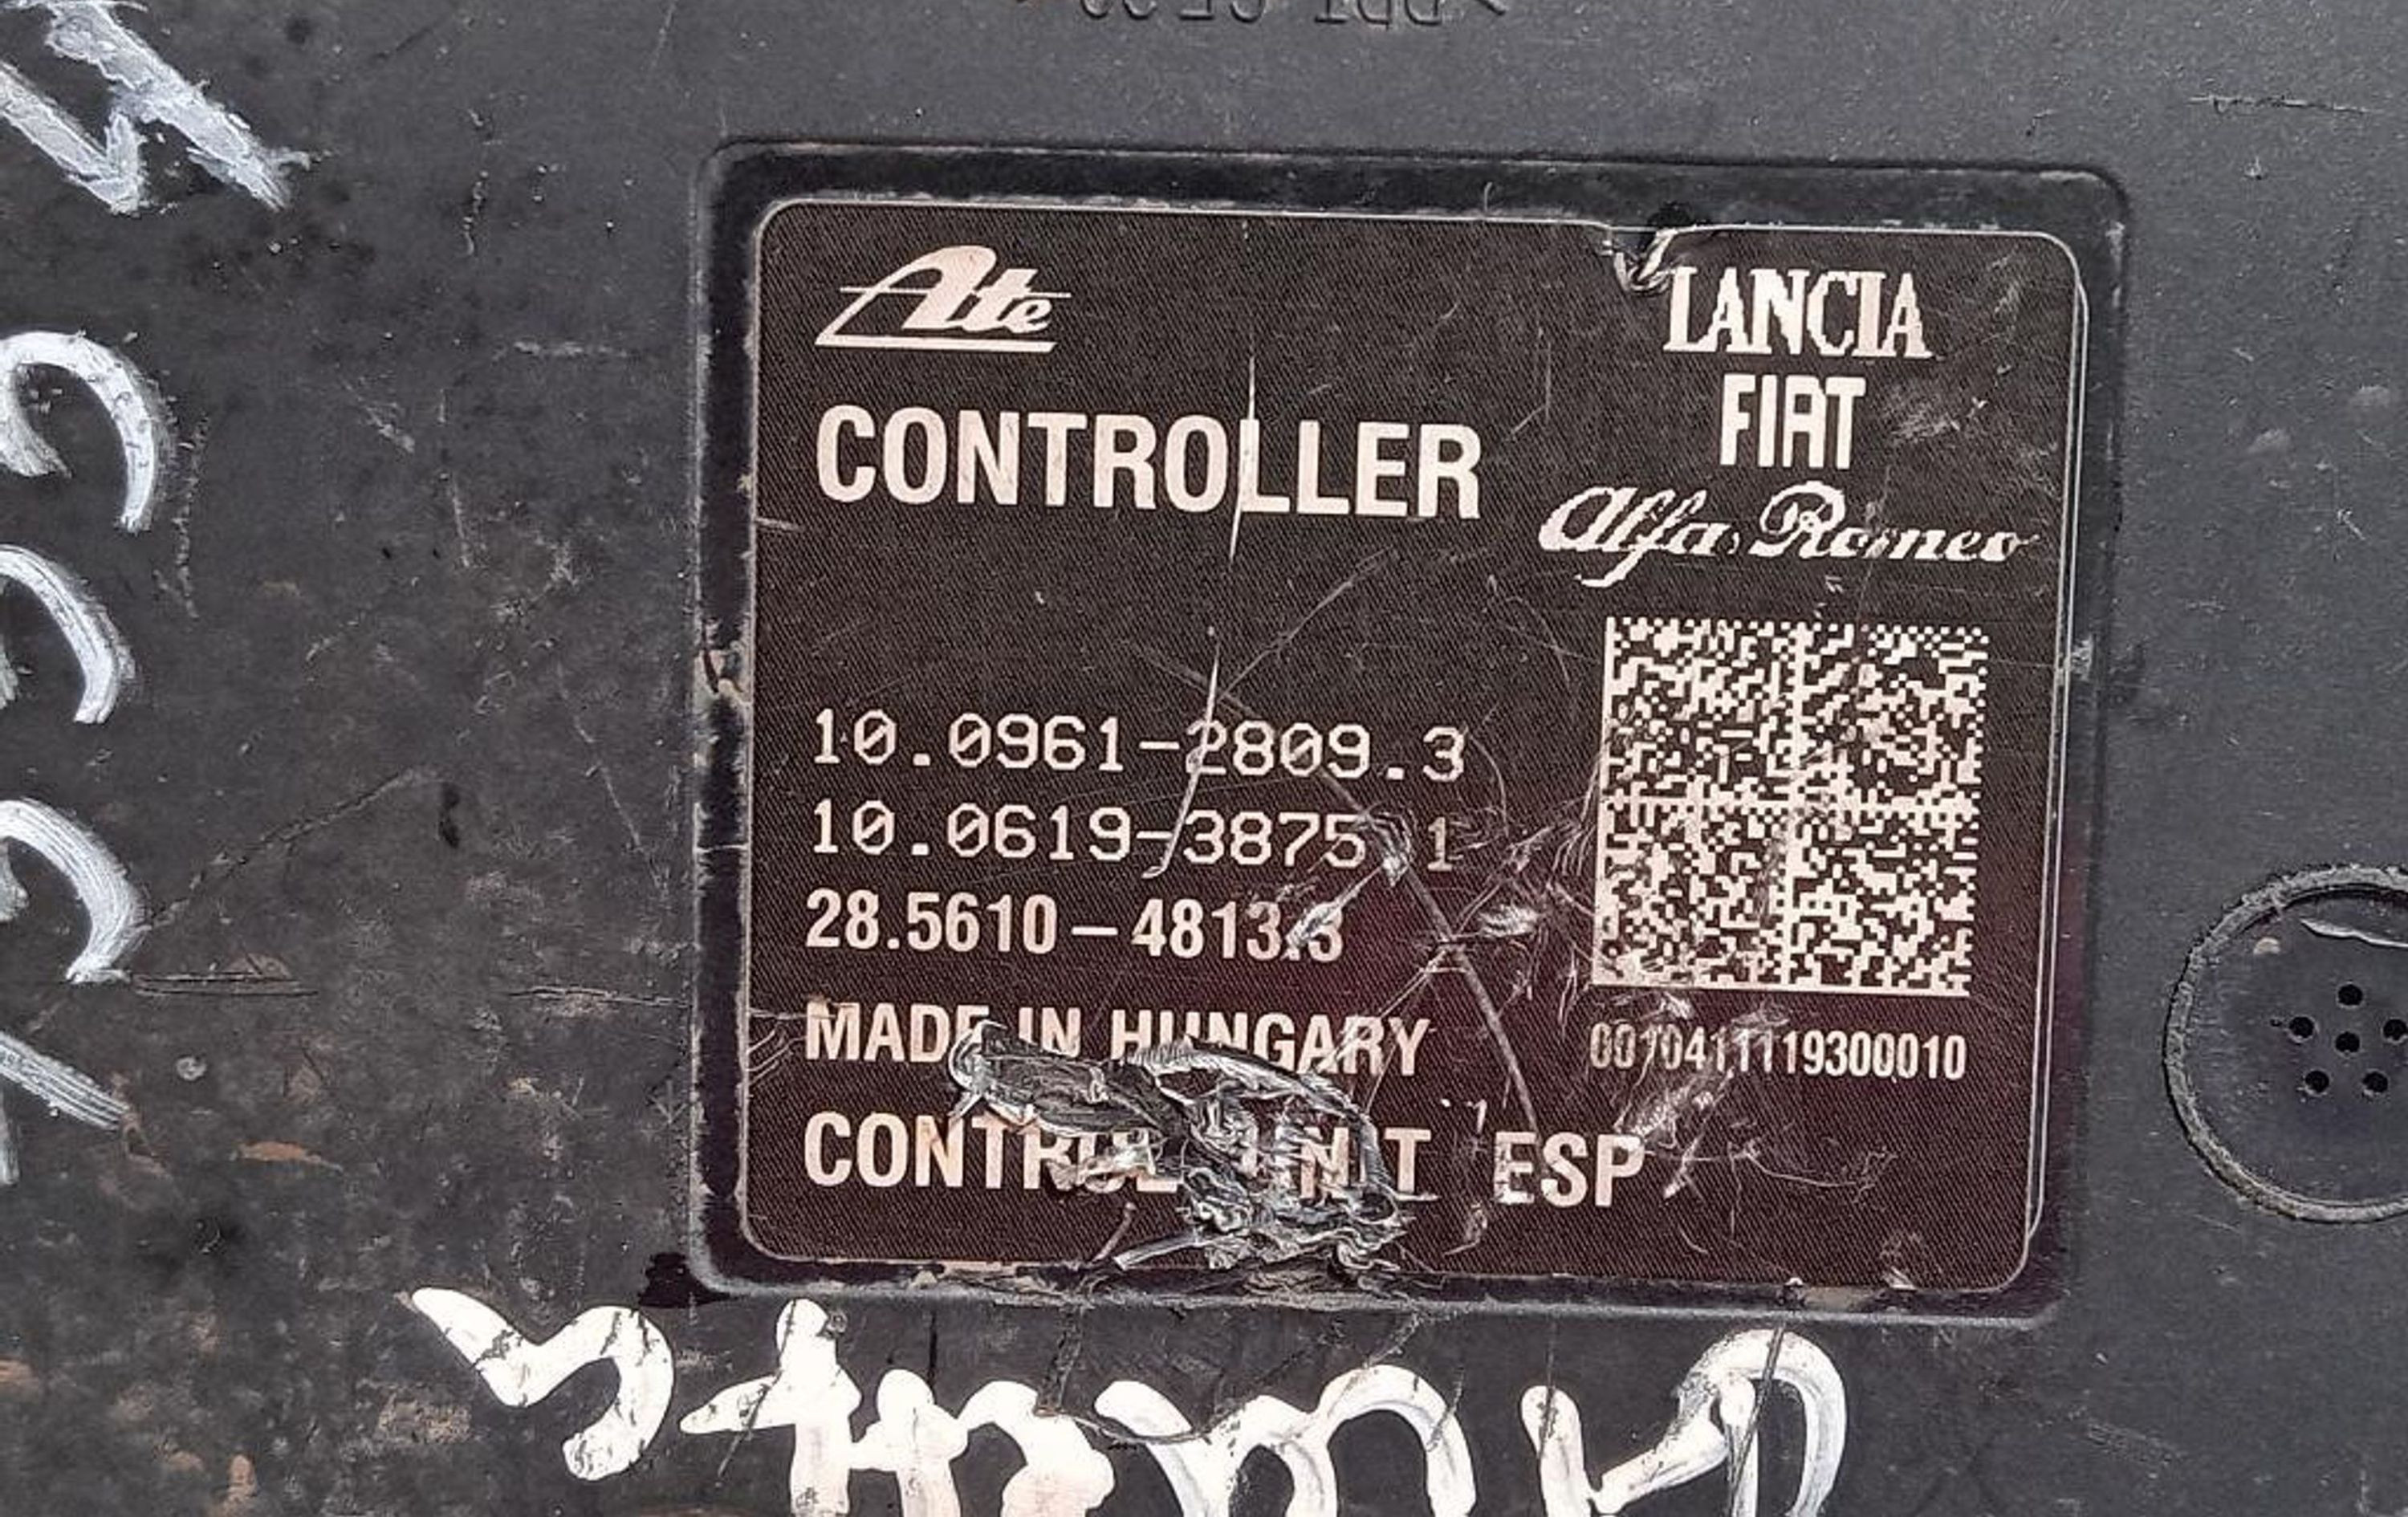 Ate
LANCIA
FIAT
Alfa Romeo
CONTROLLER
10.0961-2809.3
10.0619-3875.1
28.5610-4813.3
MADE IN HUNGARY
00104111119300010
CONTROL UNIT ESP